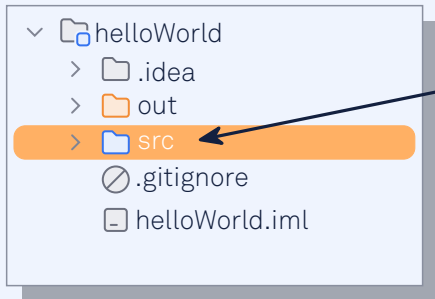 helloWorld
.idea
out
src
.gitignore
helloWorld.iml